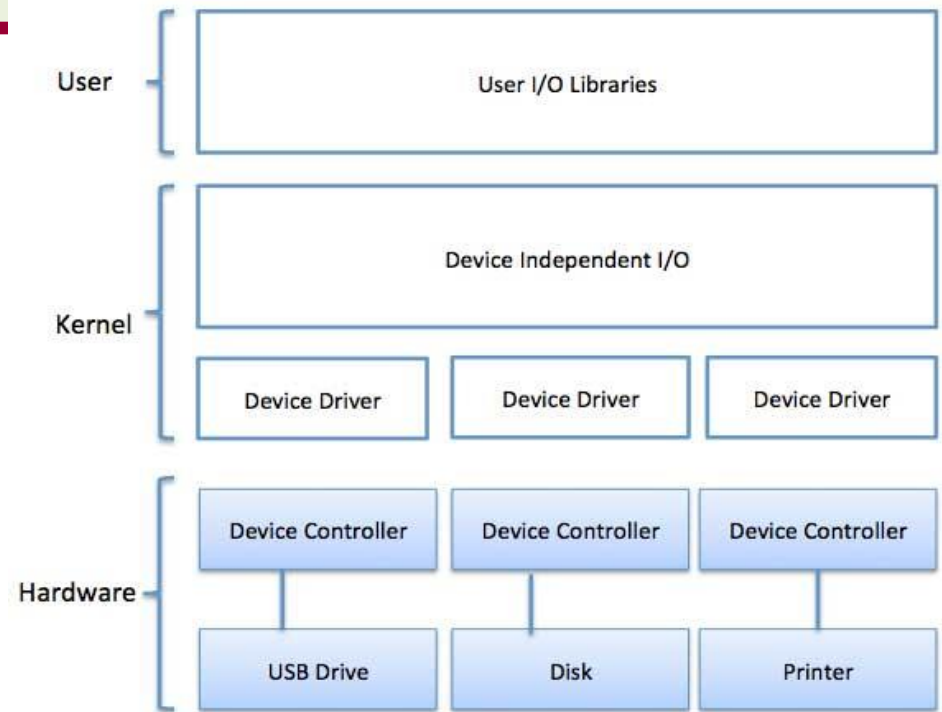 User
User I/O Libraries
Kernel
Device Independent I/O
Device Driver
Device Driver
Device Driver
Hardware
Device Controller
Device Controller
Device Controller
USB Drive
Disk
Printer